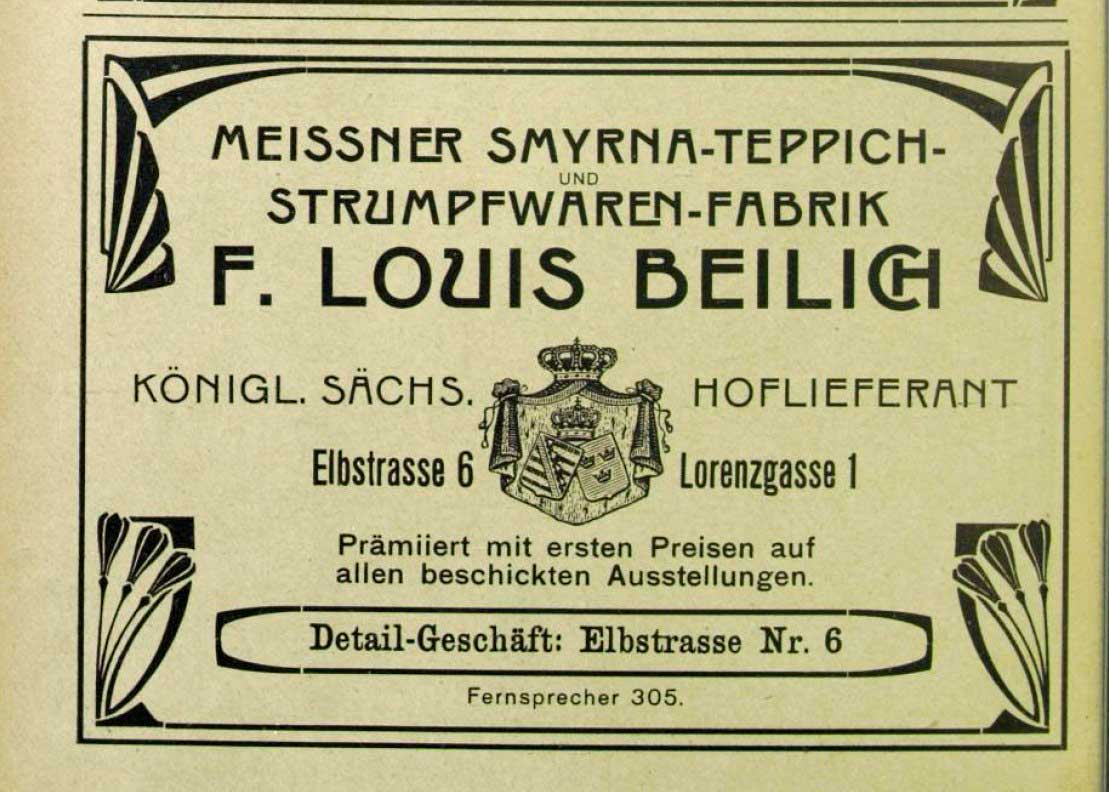 MEISSNER SMYRNA-TEPPICH-
UND
STRUMPFWAREN-FABRIK
F. LOUIS BEILICH
KÖNIGL. SÄCHS. HOFLIEFERANT
Elbstrasse 6 Lorenzgasse 1
Prämiiert mit ersten Preisen auf
allen beschickten Ausstellungen.
Detail-Geschäft: Elbstrasse Nr. 6
Fernsprecher 305.